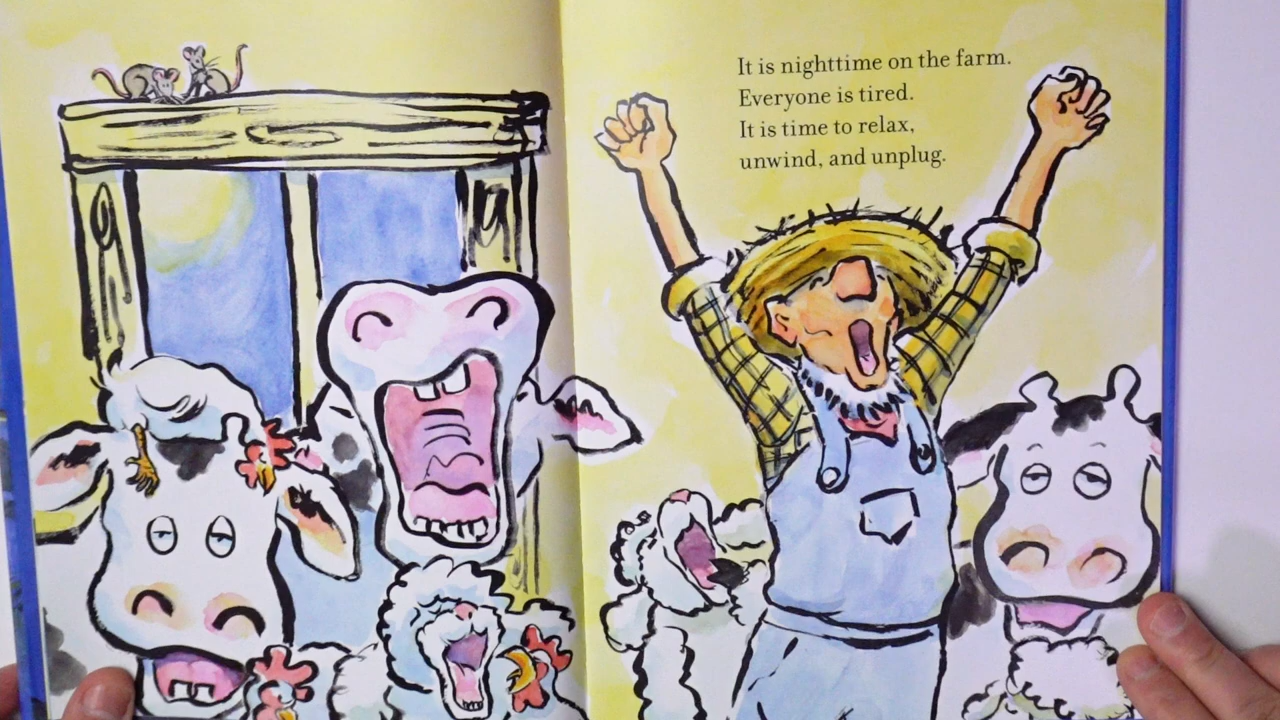 It is nighttime on the farm.
Everyone is tired.
It is time to relax,
unwind, and unplug.